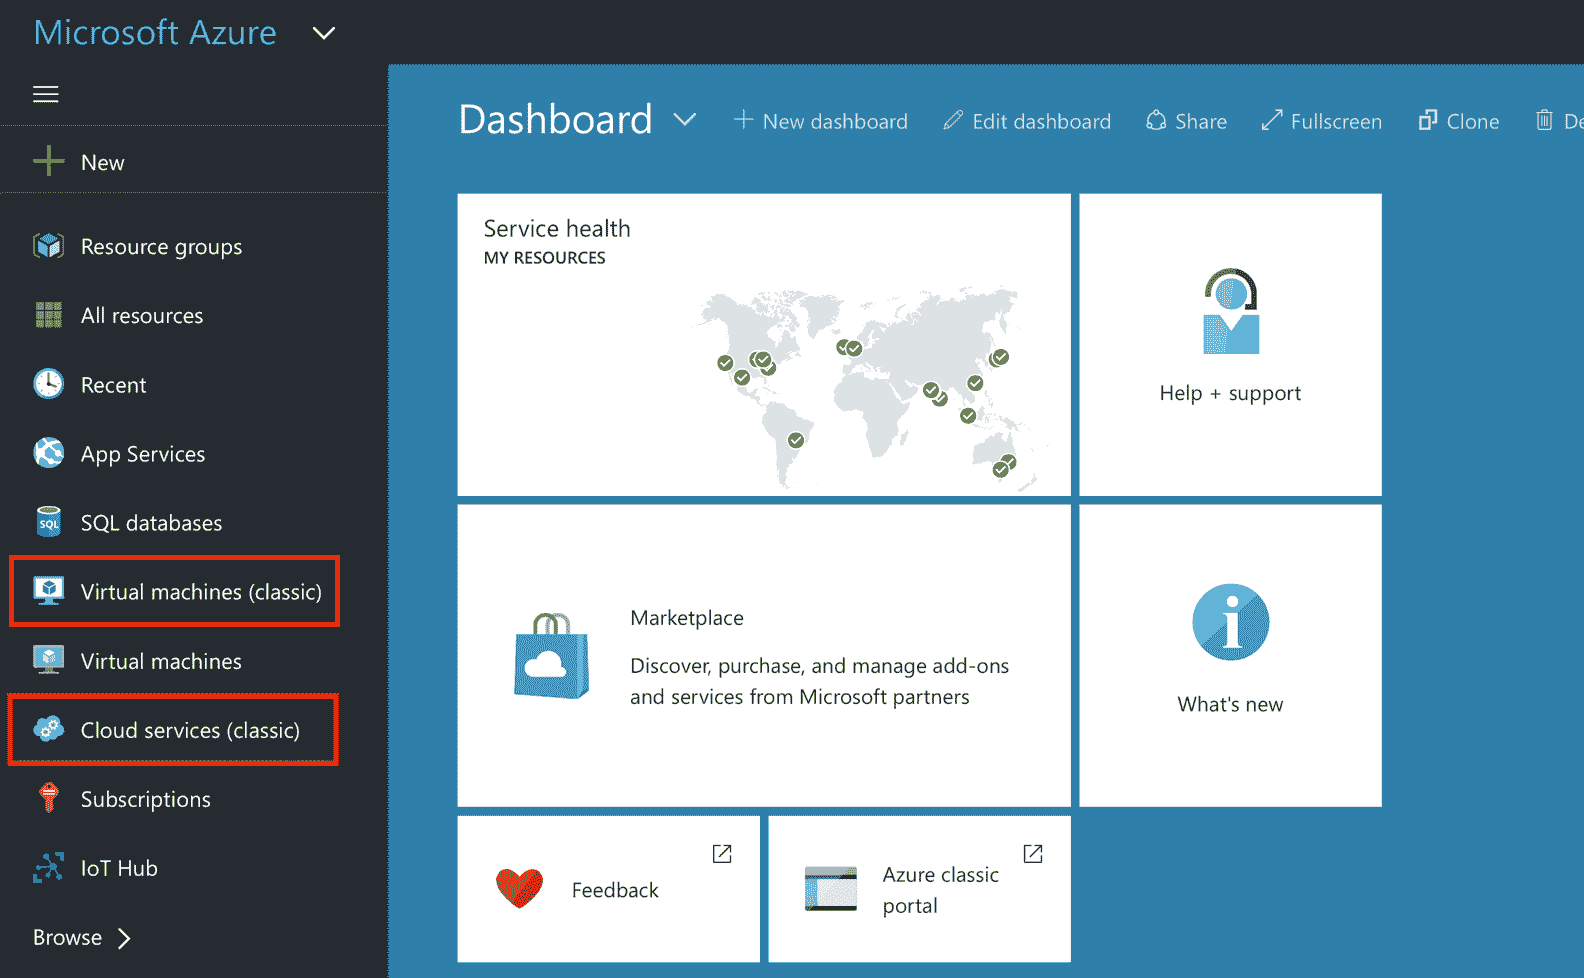 Microsoft Azure
New
Resource groups
All resources
Recent
App Services
SQL
SQL databases
Virtual machines (classic)
Virtual machines
Cloud services (classic)
Subscriptions
IoT Hub
Browse
Dashboard
New dashboard
Edit dashboard
Share
Fullscreen
Clone
De
Service health
MY RESOURCES
Help + support
Marketplace
Discover, purchase, and manage add-ons
and services from Microsoft partners
What's new
Feedback
Azure classic
portal